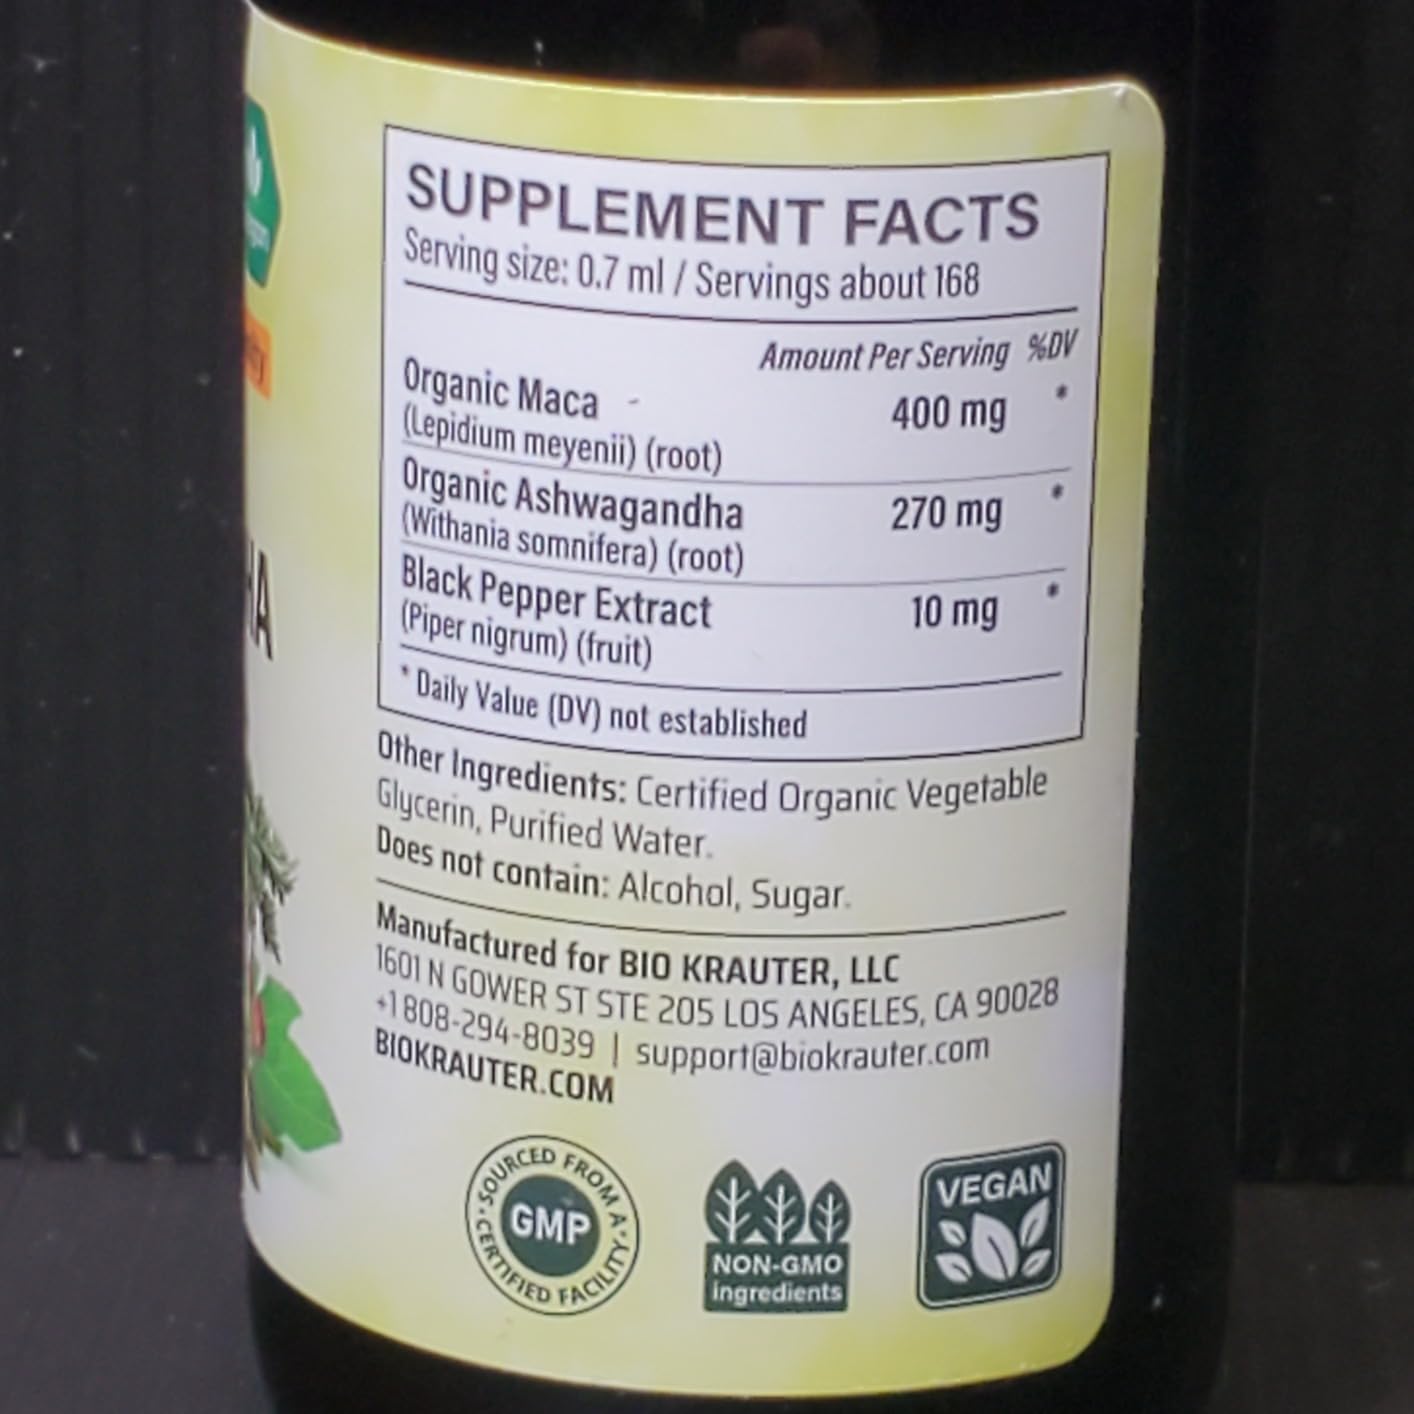 SUPPLEMENT FACTS
Serving size: 0.7 ml / Servings about 168
Amount Per Serving %DV
Organic Maca 400 mg *
(Lepidium meyenii) (root)
Organic Ashwagandha 270 mg *
(Withania somnifera) (root)
Black Pepper Extract 10 mg *
(Piper nigrum) (fruit)
* Daily Value (DV) not established
Other Ingredients: Certified Organic Vegetable
Glycerin, Purified Water.
Does not contain: Alcohol, Sugar.
Manufactured for BIO KRAUTER, LLC
1601 N GOWER ST STE 205 LOS ANGELES, CA 90028
+1 808-294-8039 | support@biokrauter.com
BIOKRAUTER.COM
SOURCED FROM A
GMP
CERTIFIED FACILITY
NON-GMO
ingredients
VEGAN